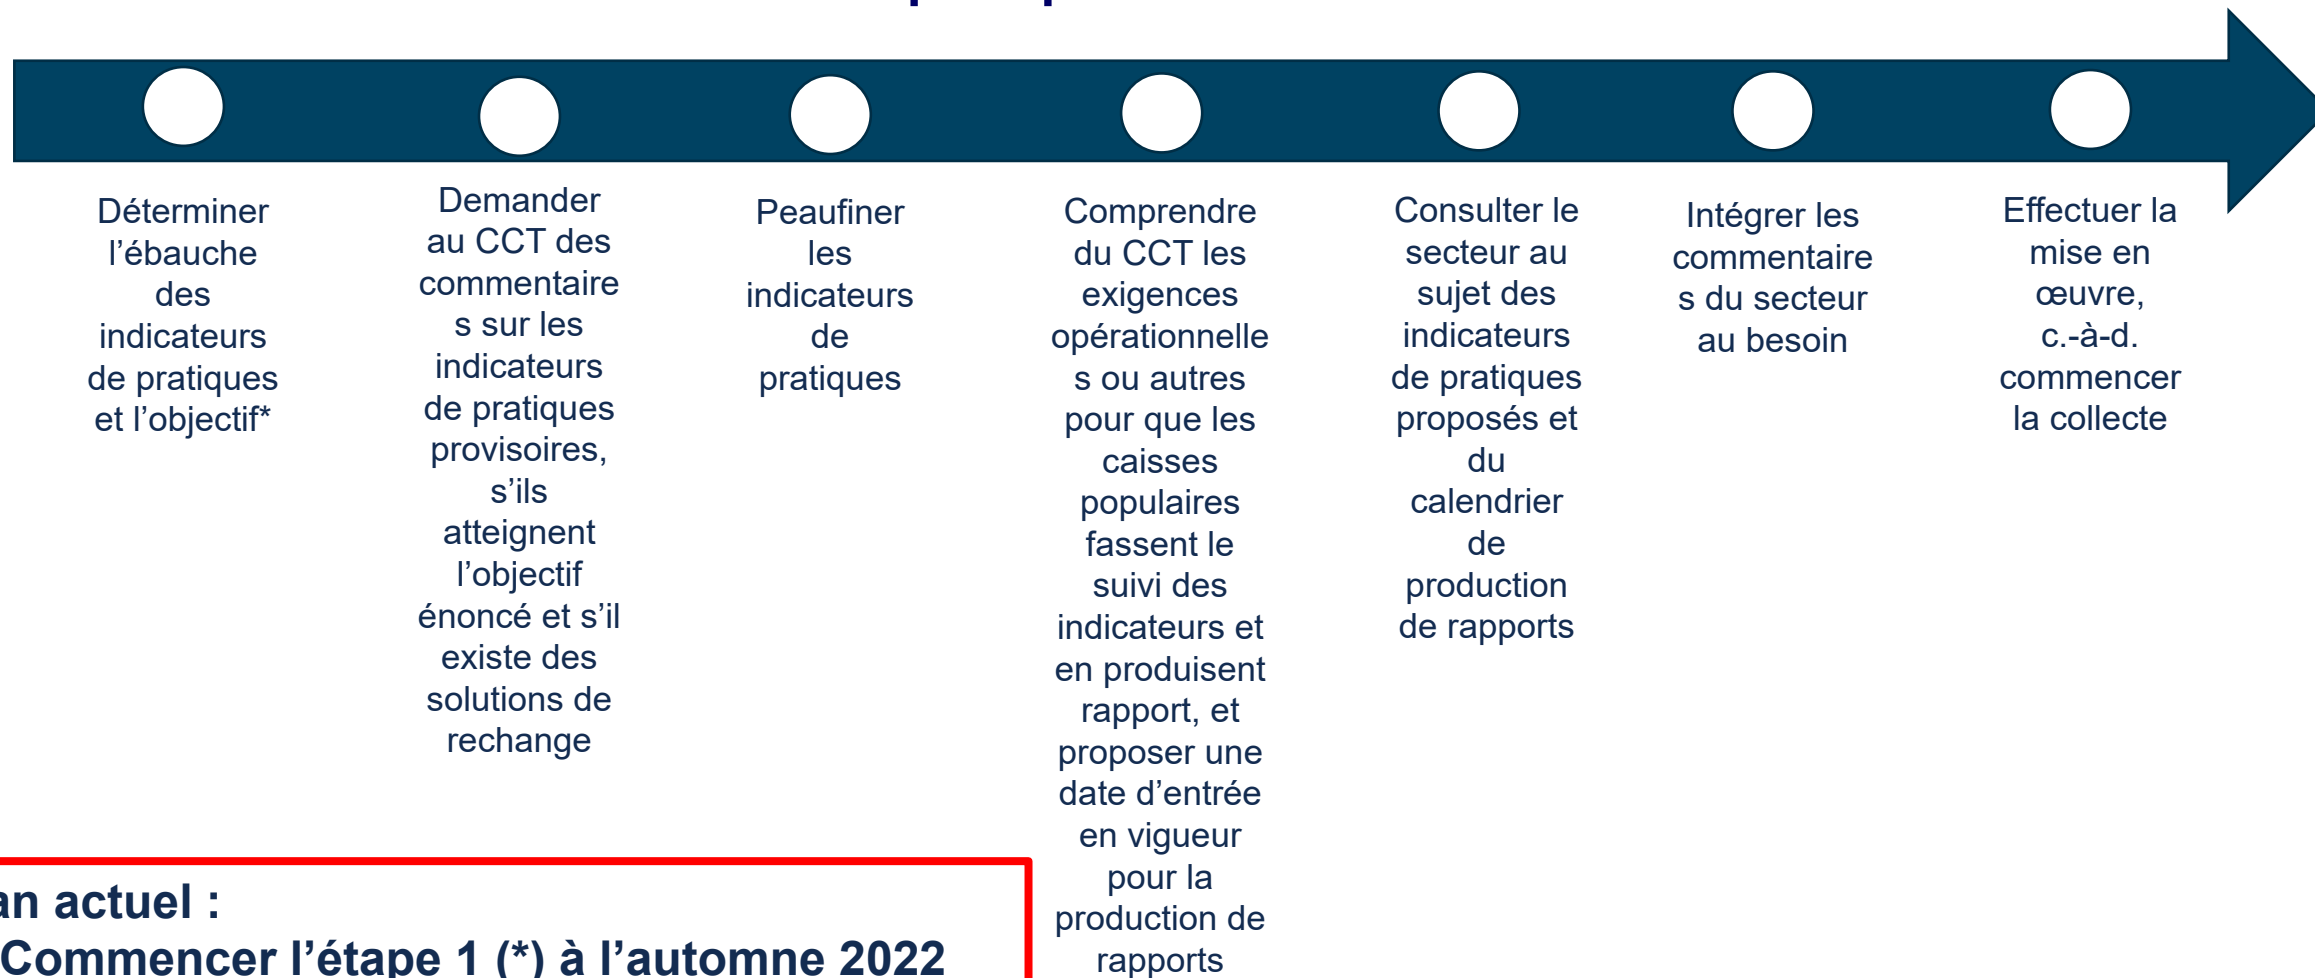 Déterminer
l’ébauche
des
indicateurs
de pratiques
et l’objectif*
Demander
au CCT des
commentaire
s sur les
indicateurs
de pratiques
provisoires,
s’ils
atteignent
l’objectif
énoncé et s’il
existe des
solutions de
rechange
Peaufiner
les
indicateurs
de
pratiques
Comprendre
du CCT les
exigences
opérationnelle
s ou autres
pour que les
caisses
populaires
fassent le
suivi des
indicateurs et
en produisent
rapport, et
proposer une
date d’entrée
en vigueur
pour la
production de
rapports
Consulter le
secteur au
sujet des
indicateurs
de pratiques
proposés et
du
calendrier
de
production
de rapports
Intégrer les
commentaire
s du secteur
au besoin
Effectuer la
mise en
œuvre,
c.-à-d.
commencer
la collecte
an actuel :
Commencer l’étape 1 (*) à l’automne 2022